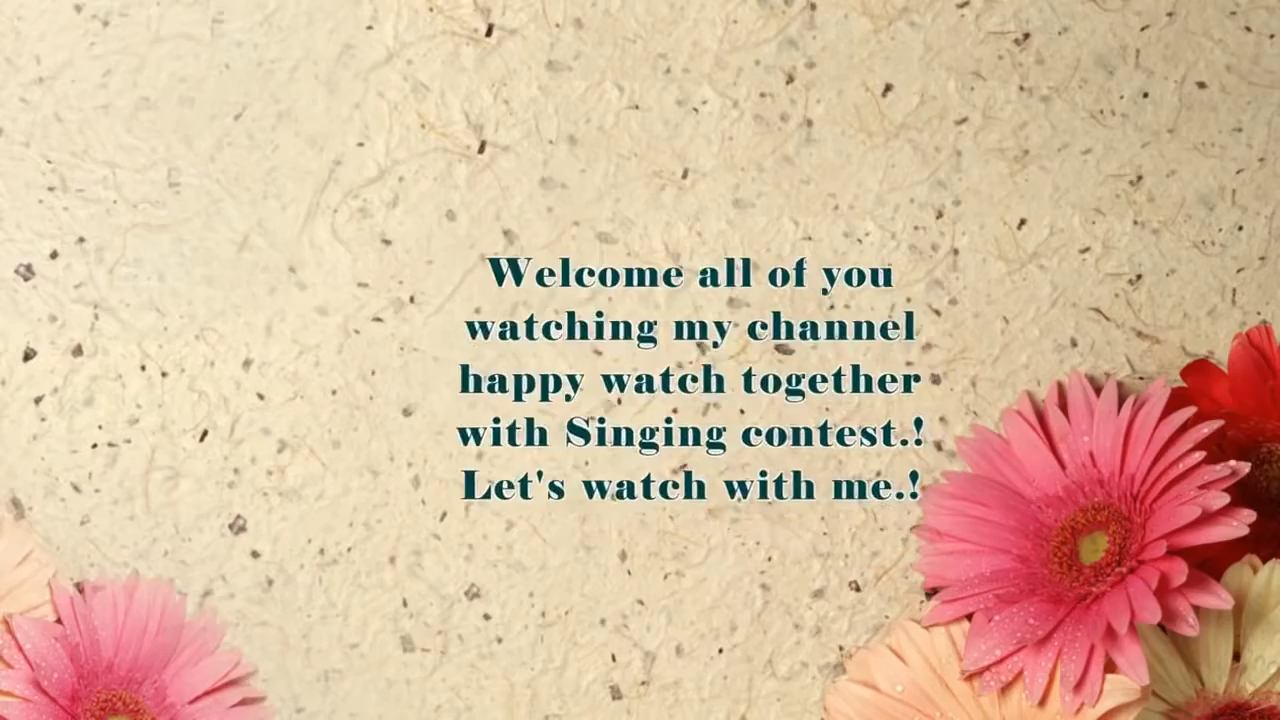 Welcome all of you
watching my channel
happy watch together
with Singing contest.!
Let's watch with me.!